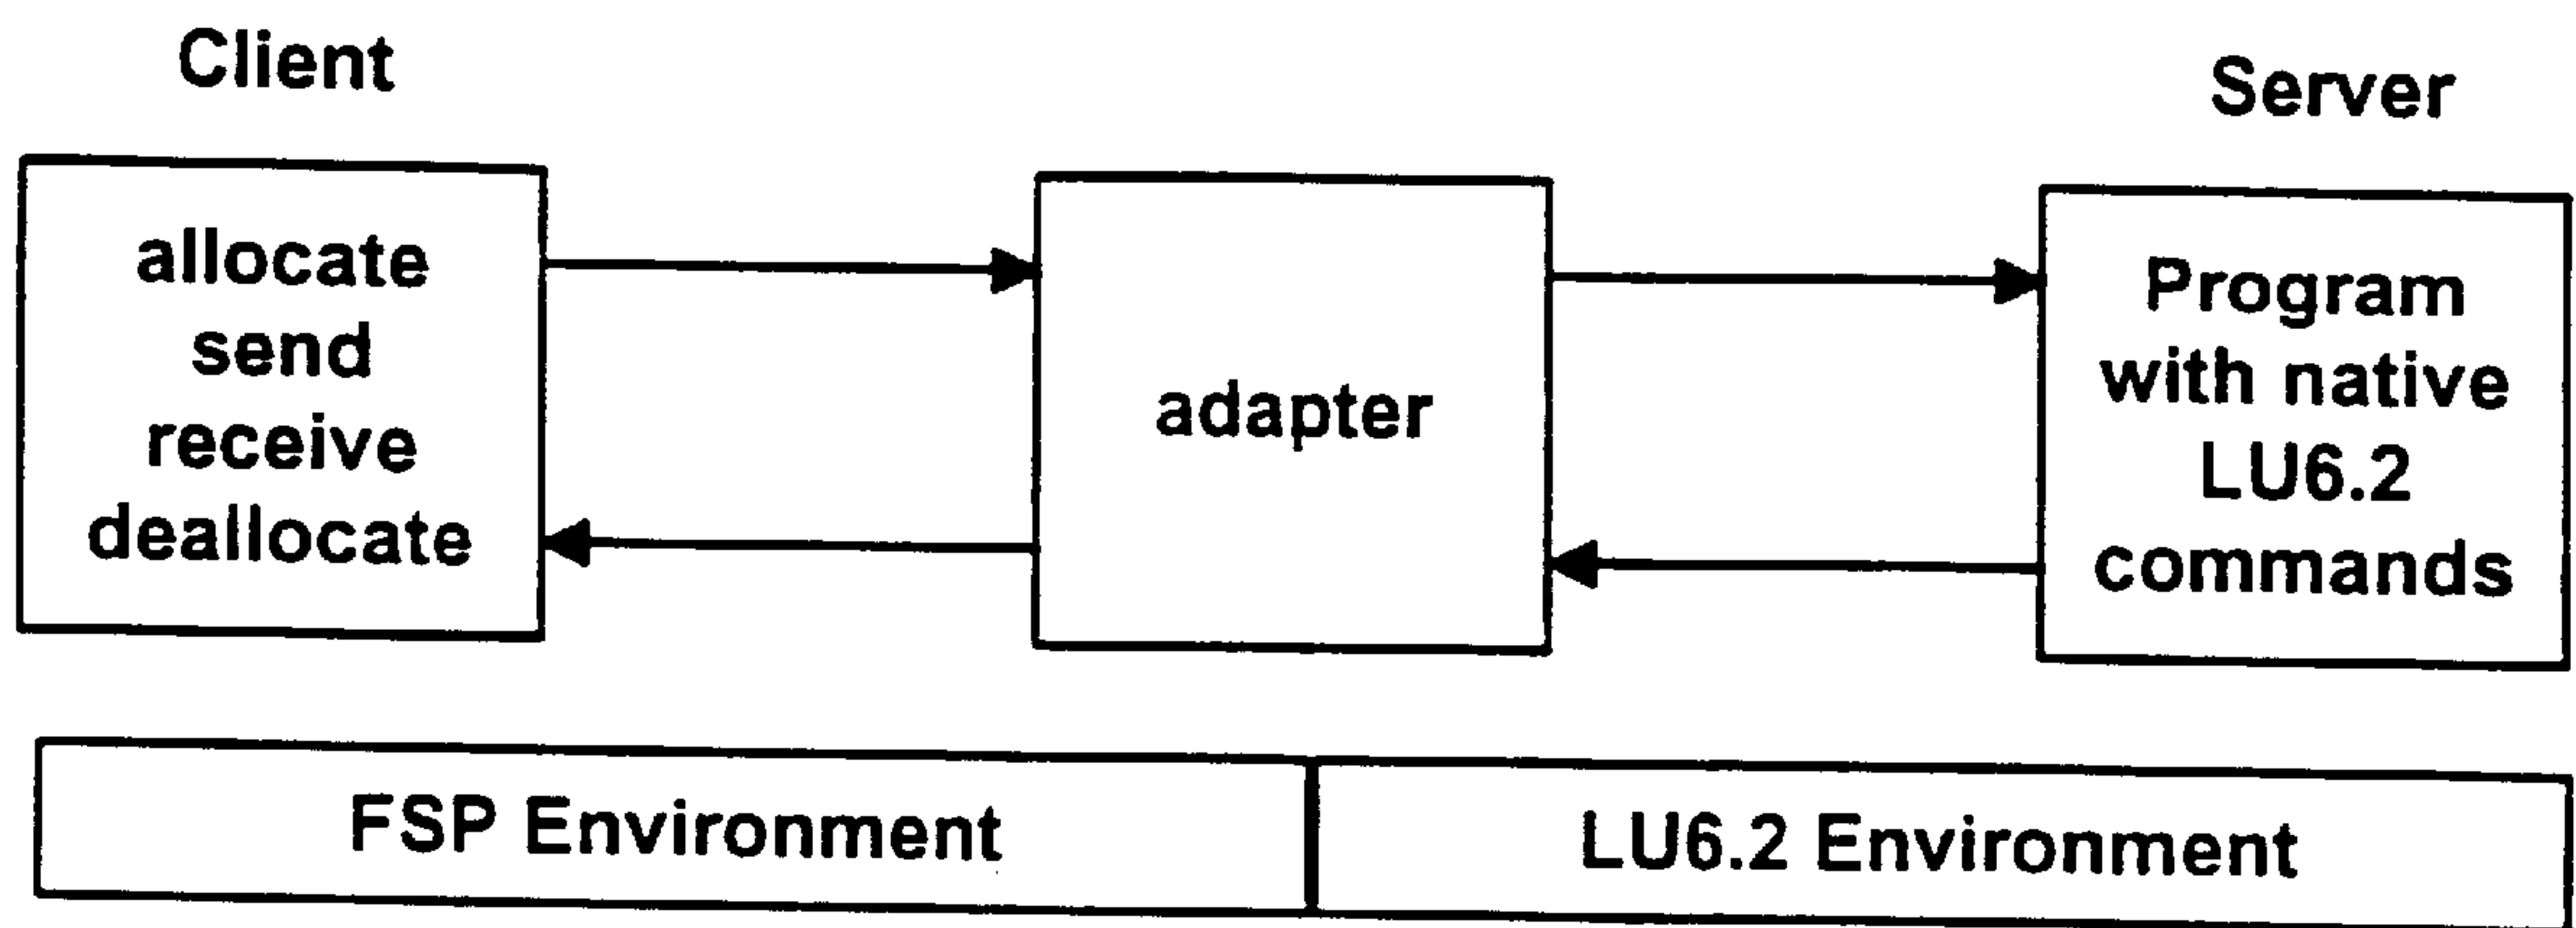 Client
Server
allocate
send
receive
deallocate
adapter
Program
with native
LU6.2
commands
FSP Environment
LU6.2 Environment